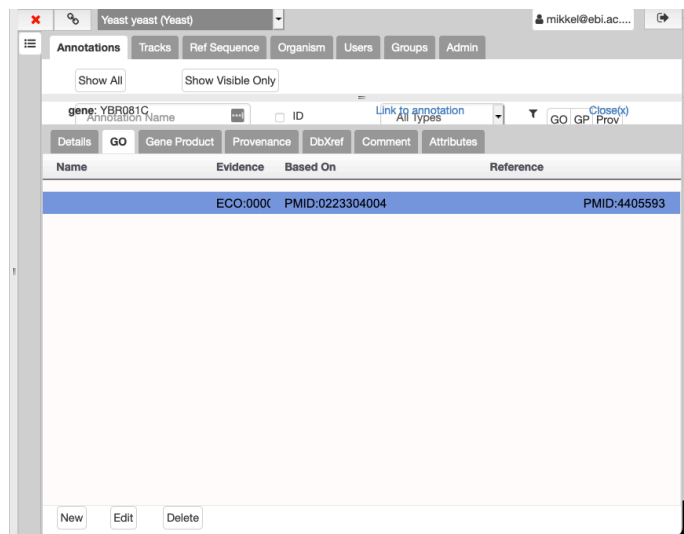 Yeast yeast (Yeast)
mikkel@ebi.ac....
Annotations Tracks Ref Sequence Organism Users Groups Admin
Show All Show Visible Only
gene: YBR081C Link to annotation Close(x)
Annotation Name ID All Types GO GP Prov
Details GO Gene Product Provenance DbXref Comment Attributes
Name Evidence Based On Reference
ECO:000( PMID:0223304004 PMID:4405593
New Edit Delete